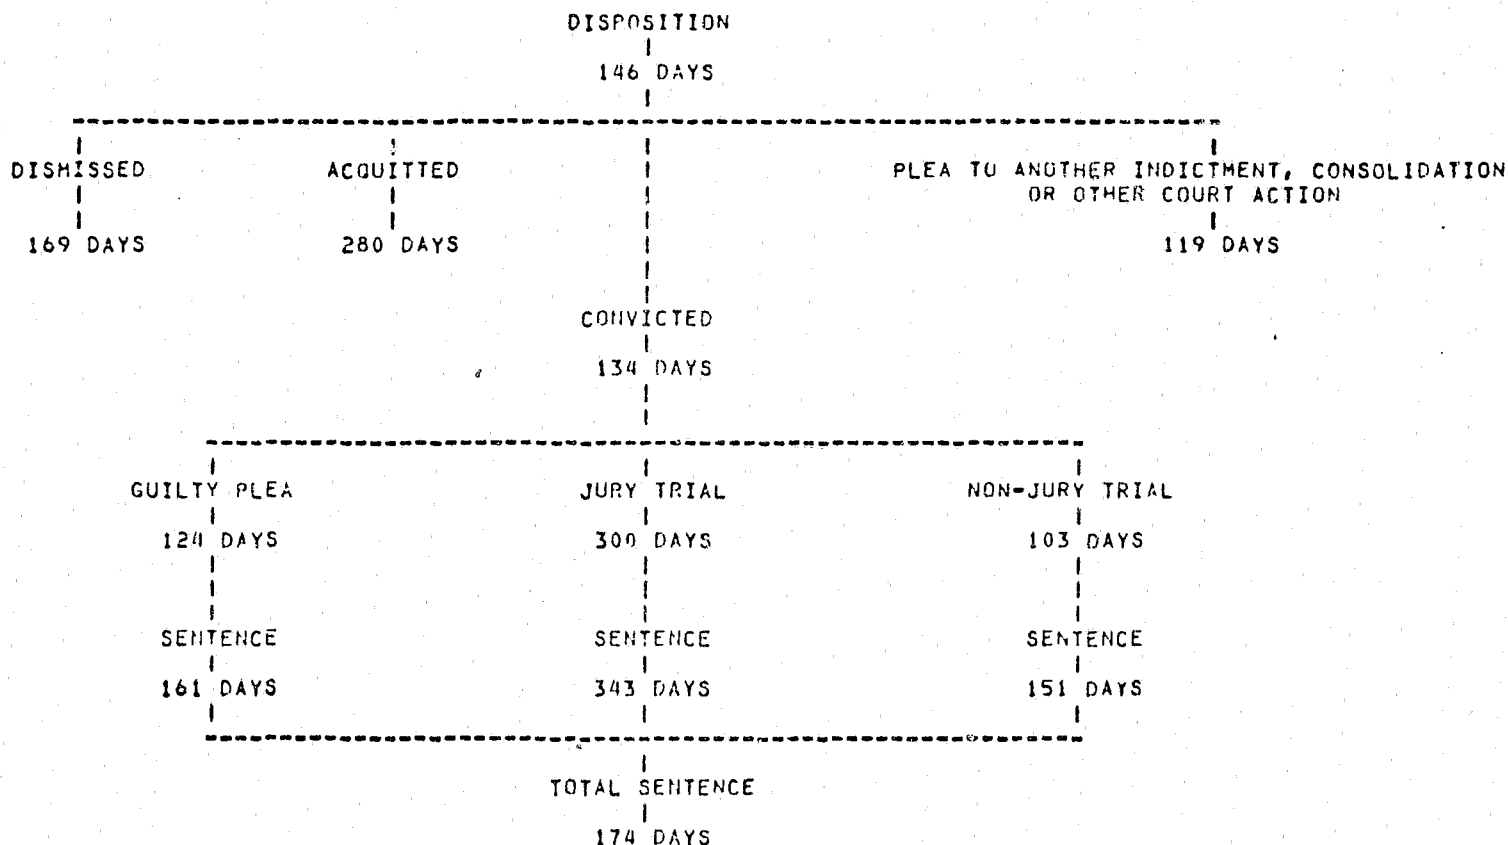 DISPOSITION
146 DAYS
DISMISSED
ACQUITTED
PLEA TO ANOTHER INDICTMENT, CONSOLIDATION
OR OTHER COURT ACTION
169 DAYS
280 DAYS
119 DAYS
CONVICTED
134 DAYS
GUILTY PLEA
JURY TRIAL
NON-JURY TRIAL
124 DAYS
300 DAYS
103 DAYS
SENTENCE
SENTENCE
SENTENCE
161 DAYS
343 DAYS
151 DAYS
TOTAL SENTENCE
174 DAYS